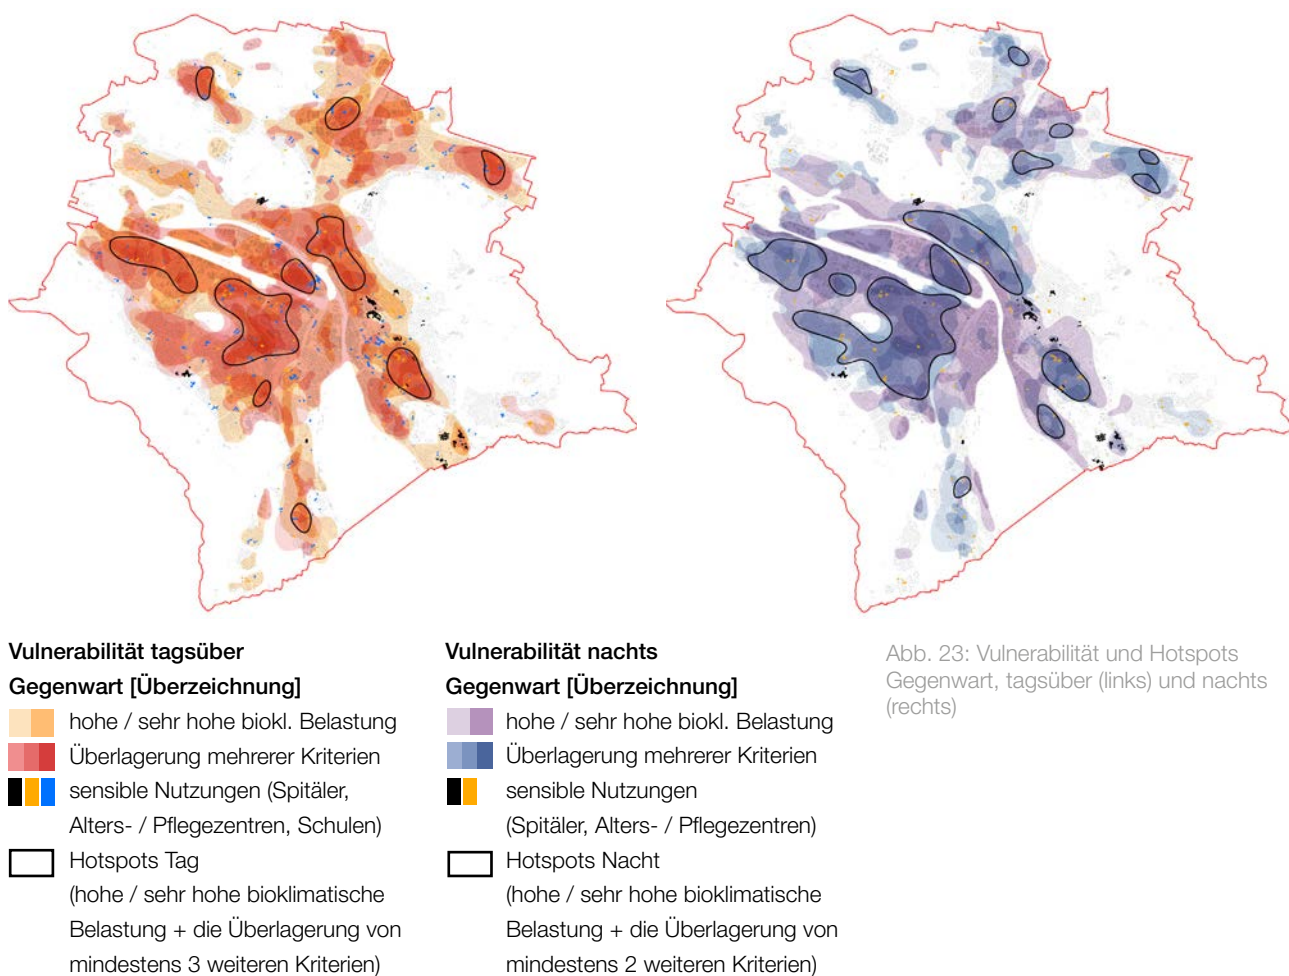 Vulnerabilität tagsüber
Gegenwart [Überzeichnung]
hohe / sehr hohe biokl. Belastung
Überlagerung mehrerer Kriterien
sensible Nutzungen (Spitäler,
Alters- / Pflegezentren, Schulen)
Hotspots Tag
(hohe / sehr hohe bioklimatische
Belastung + die Überlagerung von
mindestens 3 weiteren Kriterien)
Vulnerabilität nachts
Gegenwart [Überzeichnung]
hohe / sehr hohe biokl. Belastung
Überlagerung mehrerer Kriterien
sensible Nutzungen
(Spitäler, Alters- / Pflegezentren)
Hotspots Nacht
(hohe / sehr hohe bioklimatische
Belastung + die Überlagerung von
mindestens 2 weiteren Kriterien)
Abb. 23: Vulnerabilität und Hotspots
Gegenwart, tagsüber (links) und nachts
(rechts)